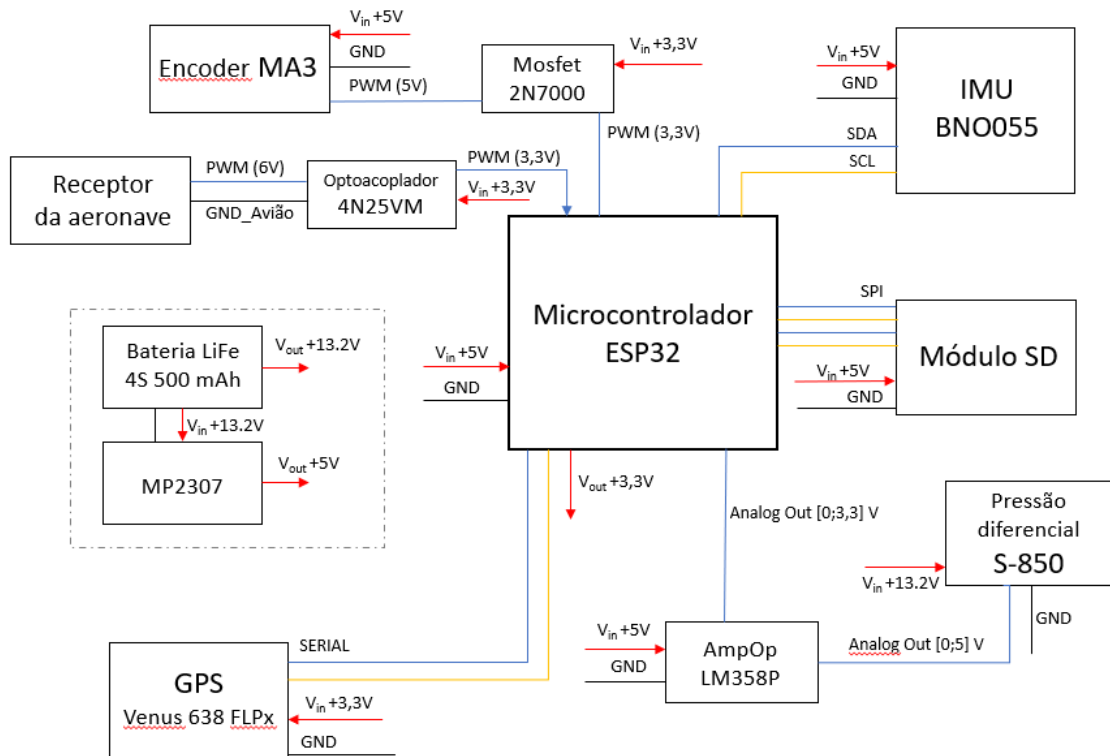 Vin +5V
GND
Encoder MA3
PWM (5V)
Mosfet
2N7000
Vin +3,3V
PWM (3,3V)
Vin +5V
GND
IMU
BNO055
SDA
SCL
Receptor
da aeronave
PWM (6V)
GND_Avião
Optoacoplador
4N25VM
PWM (3,3V)
Vin +3,3V
Microcontrolador
ESP32
Vin +5V
GND
SPI
Módulo SD
Vin +5V
GND
Bateria LiFe
4S 500 mAh
Vout +13.2V
Vin +13.2V
MP2307
Vout +5V
Vout +3,3V
Analog Out [0;3,3] V
Pressão
diferencial
S-850
Vin +13.2V
GND
Vin +5V
GND
AmpOp
LM358P
Analog Out [0;5] V
SERIAL
GPS
Venus 638 FLPx
Vin +3,3V
GND